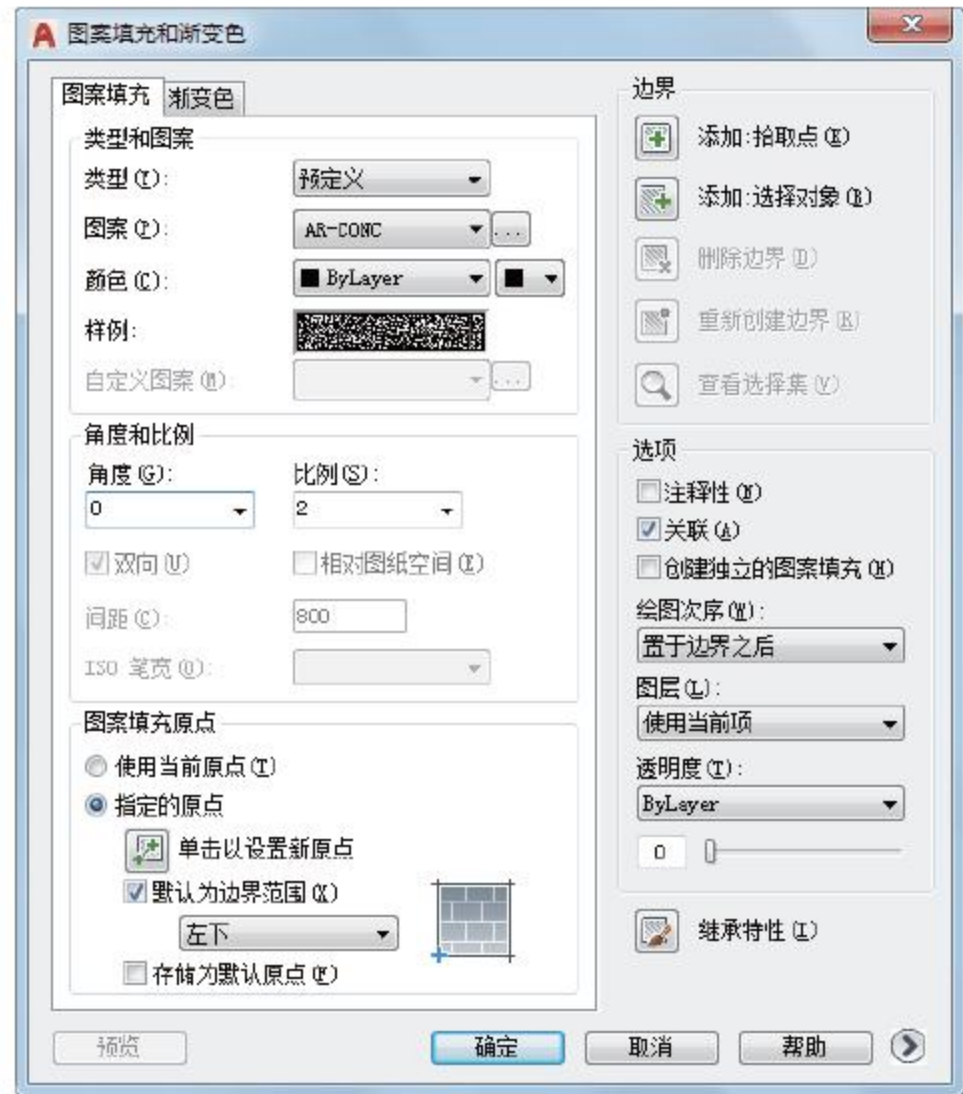 图案填充和渐变色
图案填充 渐变色
类型和图案
类型(Y):
预定义
图案(P):
AR-CONC
...
颜色(C):
ByLayer
样例:
自定义图案(M):
...
角度和比例
角度(G):
比例(S):
0
2
双向(U)
相对图纸空间(E)
间距(C):
800
ISO 笔宽(O):
图案填充原点
使用当前原点(T)
指定的原点
单击以设置新原点
默认为边界范围(X)
左下
存储为默认原点(F)
边界
添加:拾取点(K)
添加:选择对象(B)
删除边界(D)
重新创建边界(R)
查看选择集(V)
选项
注释性(N)
关联(A)
创建独立的图案填充(H)
绘图次序(W):
置于边界之后
图层(L):
使用当前项
透明度(T):
ByLayer
0
继承特性(I)
预览
确定
取消
帮助